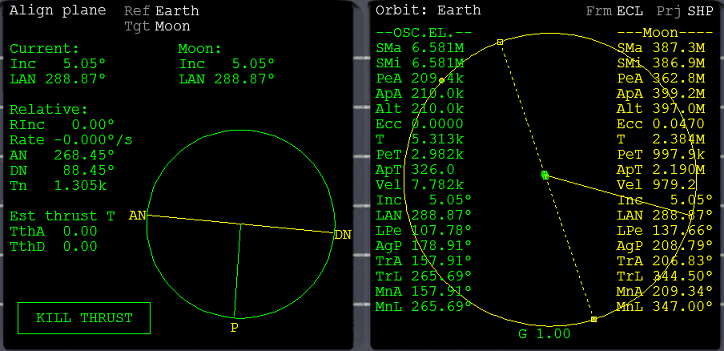 Align plane Ref Earth
Tgt Moon
Current: Moon:
Inc 5.05° Inc 5.05°
LAN 288.87° LAN 288.87°
Relative:
RInc 0.00°
Rate -0.000°/s
AN 268.45°
DN 88.45°
Tn 1.305k
Est thrust T
TthA 0.00
TthD 0.00
AN
DN
P
KILL THRUST
Orbit: Earth Frm ECL Prj SHP
--OSC.EL.-- ---Moon---
SMa 6.581M SMa 387.3M
SMi 6.581M SMi 386.9M
PeA 209.4k PeA 362.8M
ApA 210.0k ApA 399.2M
Alt 210.0k Alt 397.0M
Ecc 0.0000 Ecc 0.0470
T 5.313k T 2.384M
PeT 2.982k PeT 997.9k
ApT 326.0 ApT 2.190M
Vel 7.782k Vel 979.2
Inc 5.05° Inc 5.05°
LAN 288.87° LAN 288.87°
LPe 107.78° LPe 137.66°
AgP 178.91° AgP 208.79°
TrA 157.91° TrA 206.83°
TrL 265.69° TrL 344.50°
MnA 157.91° MnA 209.34°
MnL 265.69° MnL 347.00°
G 1.00